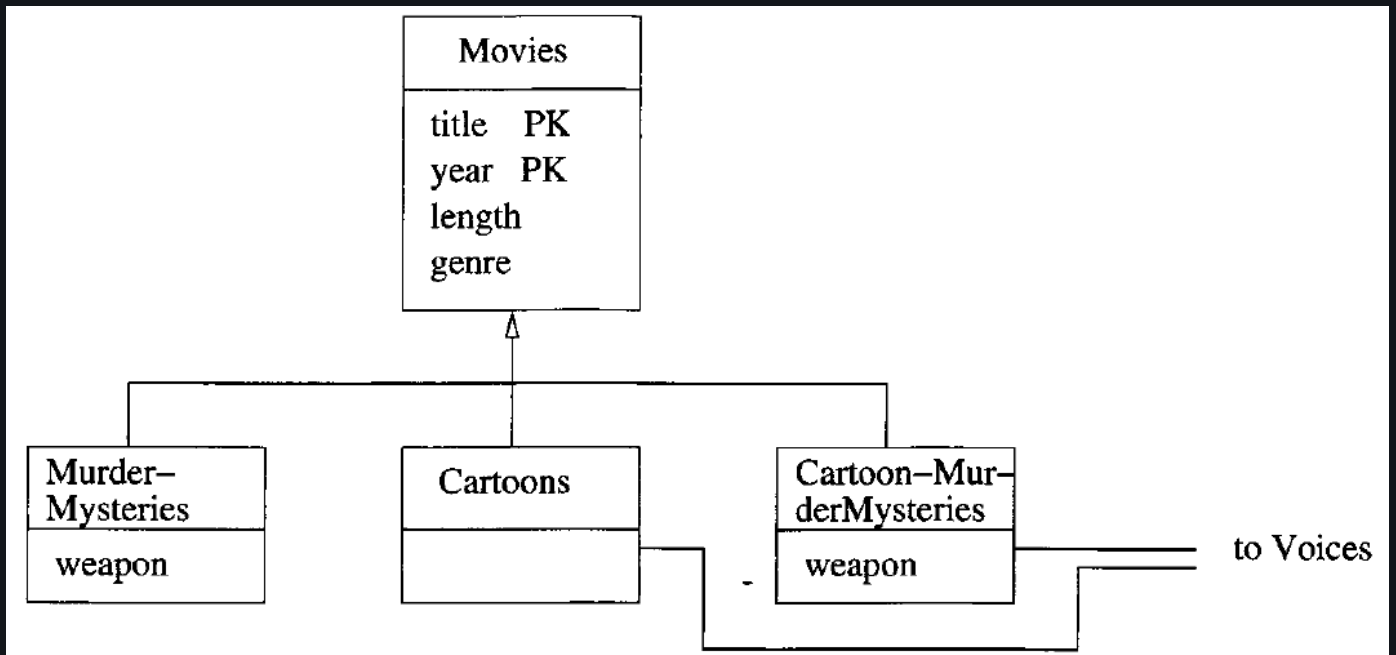 Movies
title PK
year PK
length
genre
Murder–
Mysteries
weapon
Cartoons
Cartoon–Mur–
derMysteries
weapon
to Voices